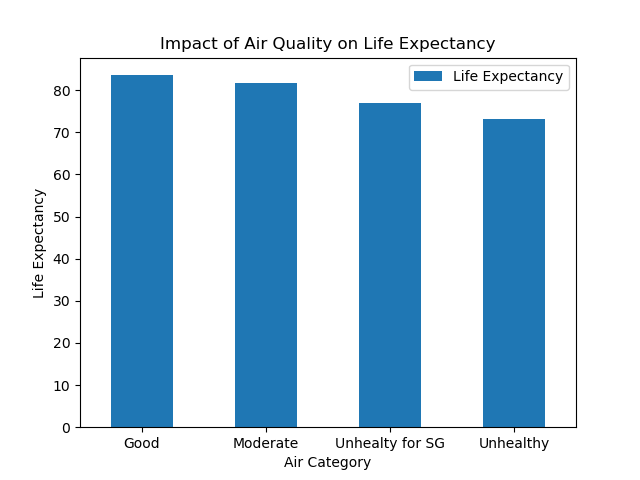 Impact of Air Quality on Life Expectancy
Life Expectancy
80
70
60
50
40
30
20
10
0
Life Expectancy
Good
Moderate
Unhealty for SG
Unhealthy
Air Category